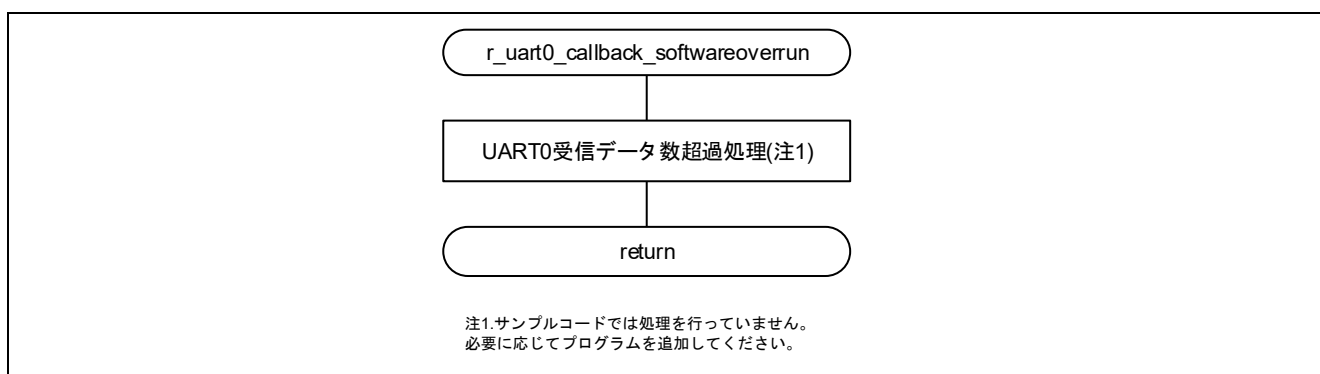 r_uart0_callback_softwareoverrun
UART0受信データ数超過処理(注1)
return
注1.サンプルコードでは処理を行っていません。
必要に応じてプログラムを追加してください。